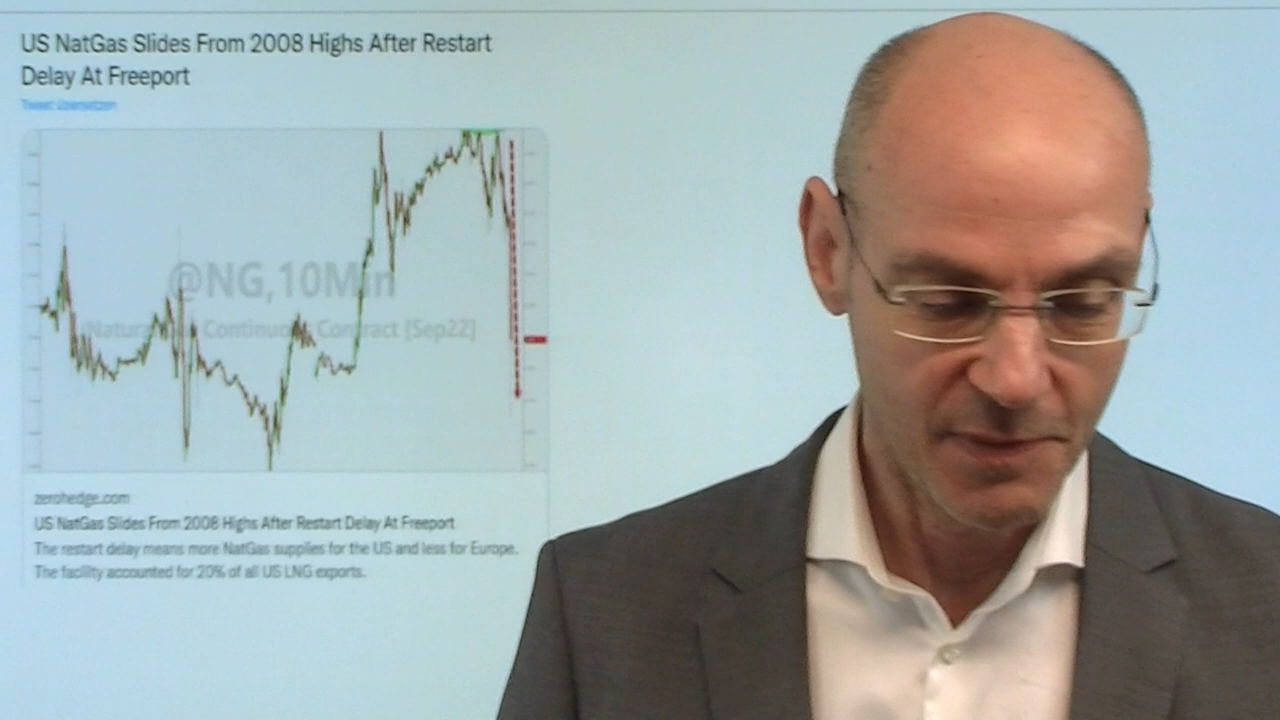 US NatGas Slides From 2008 Highs After Restart
Delay At Freeport
Tweet übersetzen
@NG,10Min
Continuous Contract [Sep22]
zerohedge.com
US NatGas Slides From 2008 Highs After Restart Delay At Freeport
The restart delay means more NatGas supplies for the US and less for Europe.
The facility accounted for 20% of all US LNG exports.